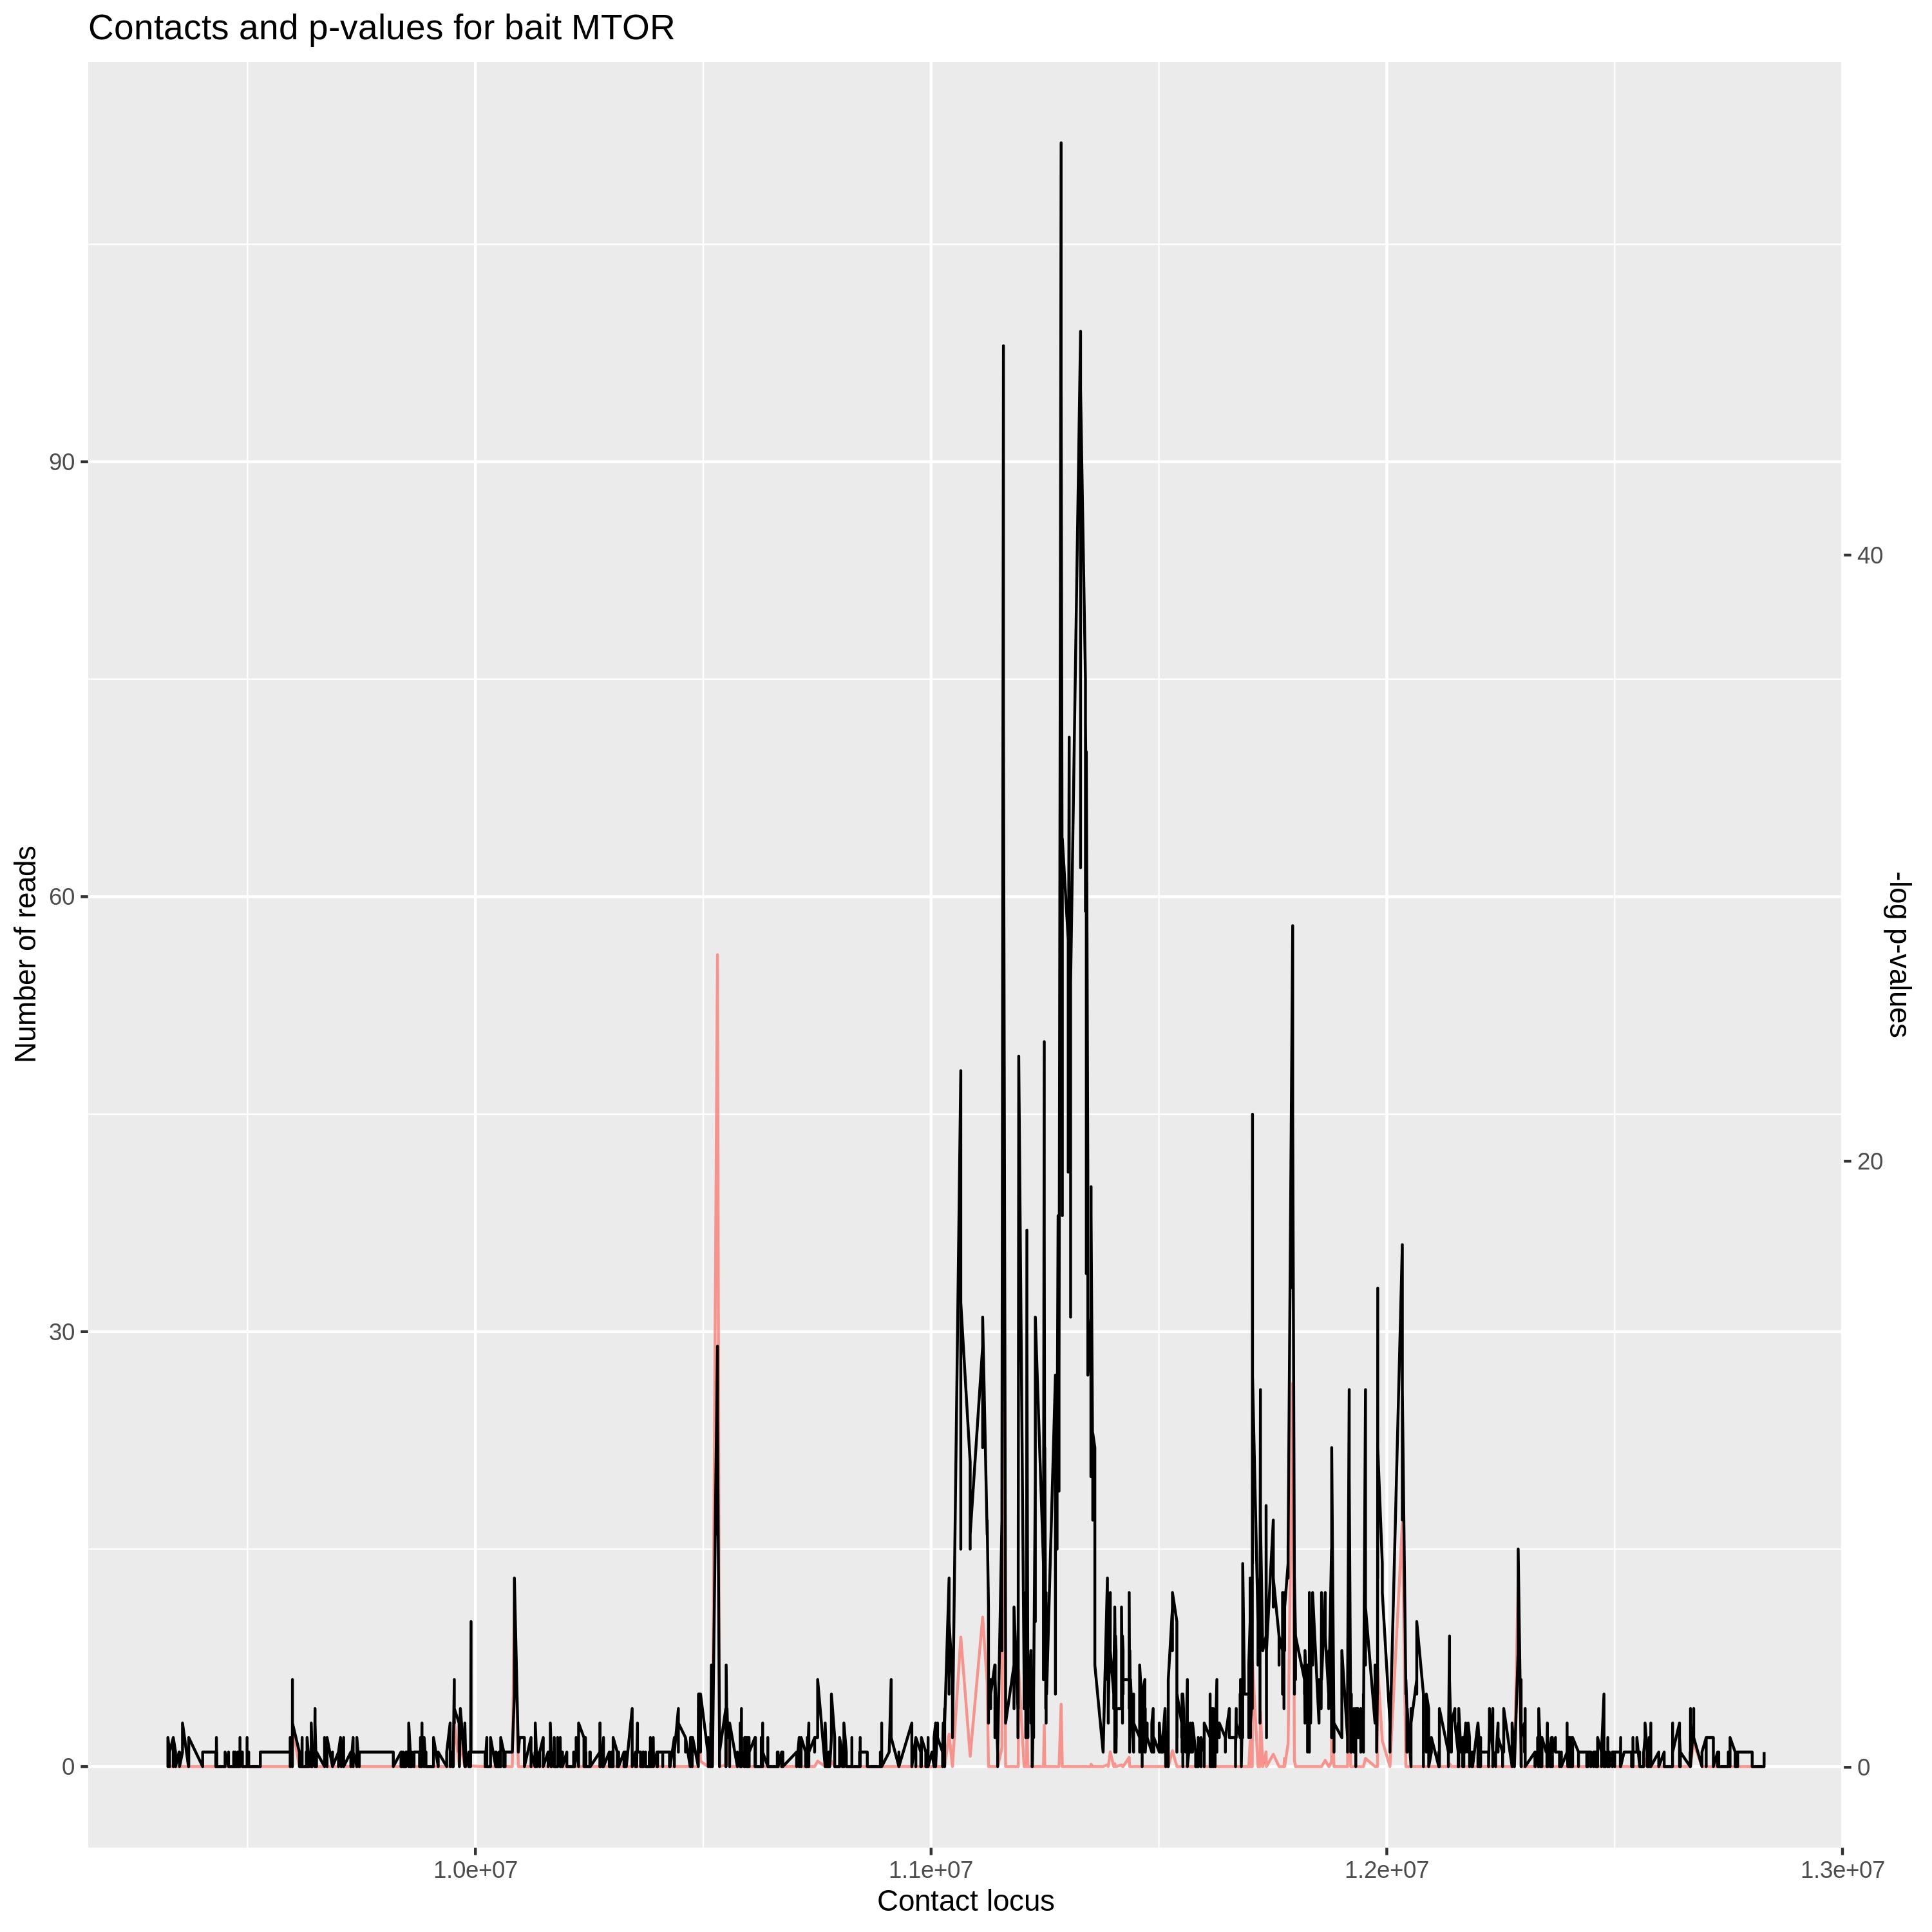 Contacts and p-values for bait MTOR
Number of reads
90
60
30
0
40
20
0
-log p-values
1.0e+07 1.1e+07 1.2e+07 1.3e+07
Contact locus